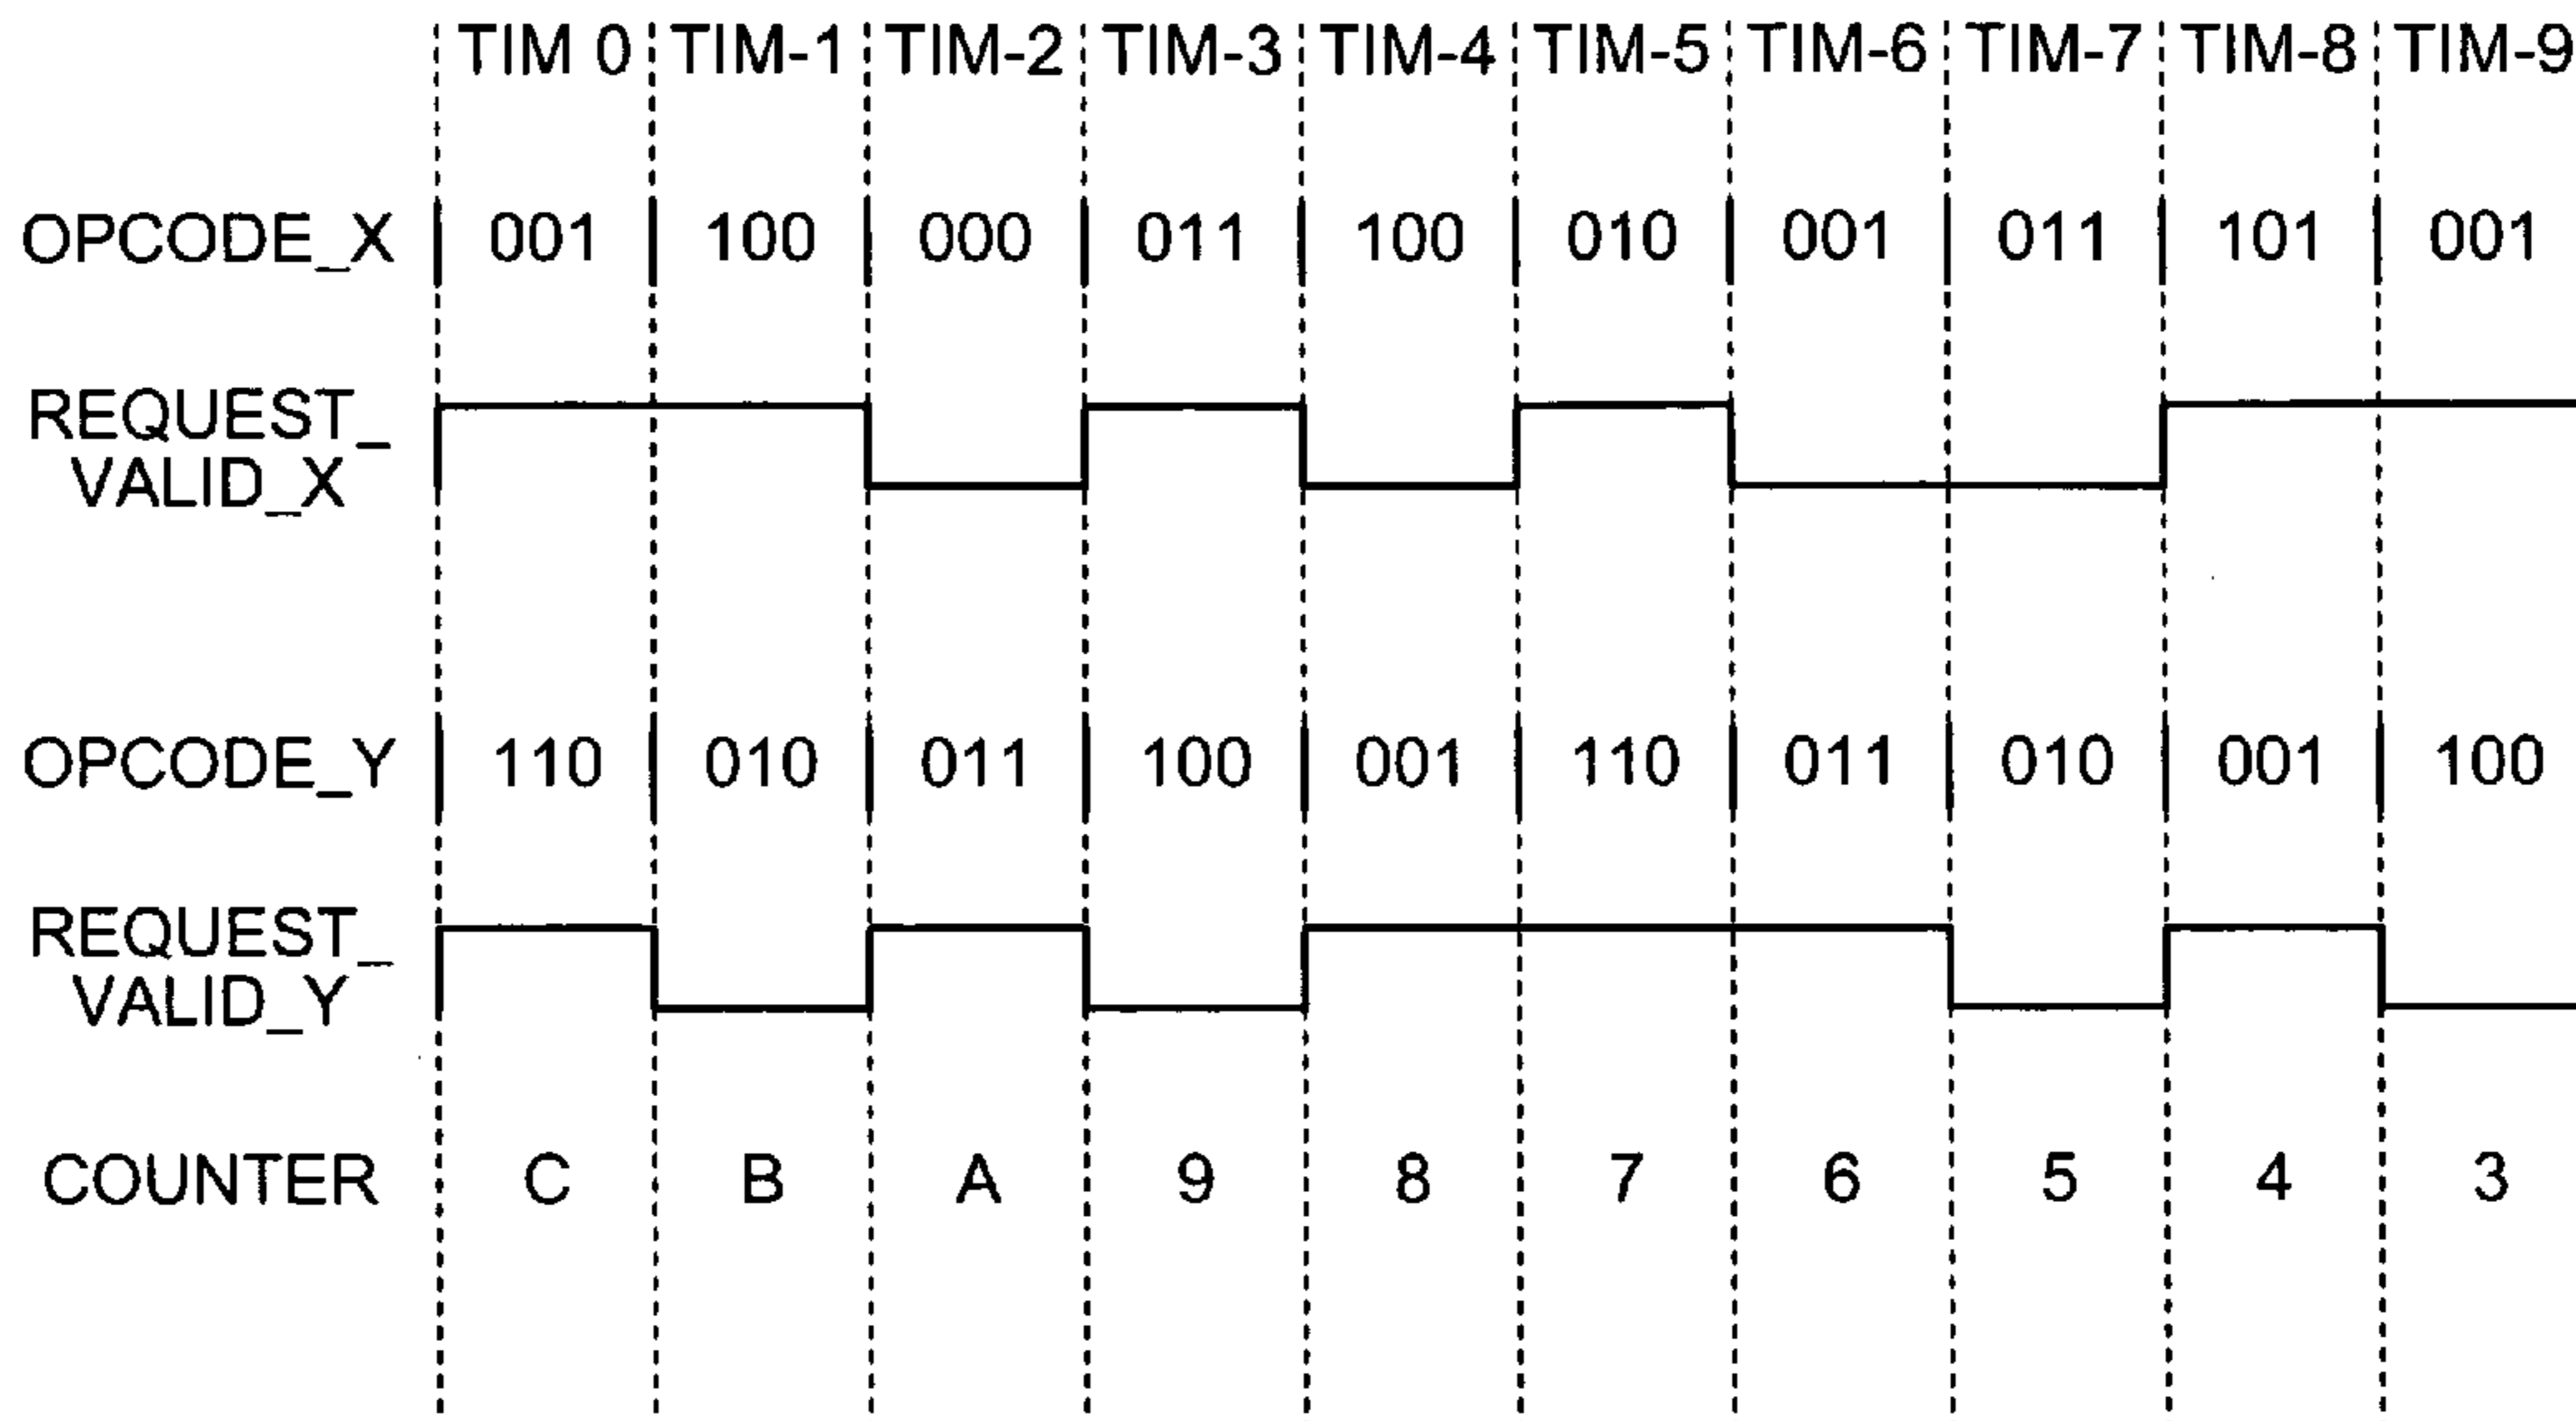 TIM 0 TIM-1 TIM-2 TIM-3 TIM-4 TIM-5 TIM-6 TIM-7 TIM-8 TIM-9
OPCODE_X 001 100 000 011 100 010 001 011 101 001
REQUEST_
VALID_X
OPCODE_Y 110 010 011 100 001 110 011 010 001 100
REQUEST_
VALID_Y
COUNTER C B A 9 8 7 6 5 4 3